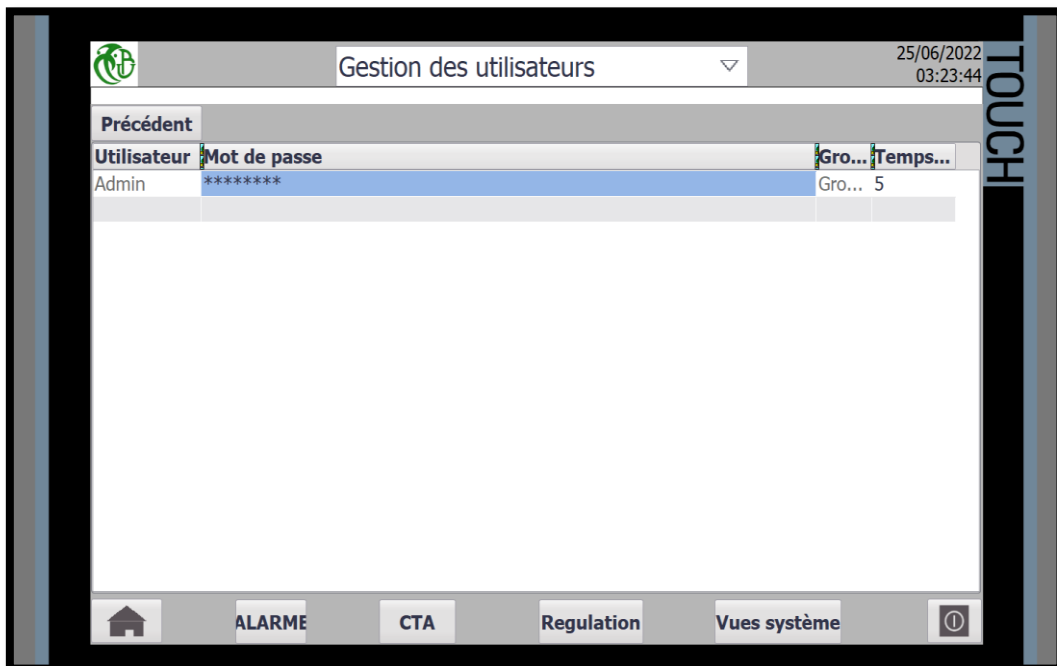 Gestion des utilisateurs
25/06/2022
03:23:44
TOUCH
Précédent
Utilisateur Mot de passe Gro... Temps...
Admin ******** Gro... 5
ALARME CTA Regulation Vues système